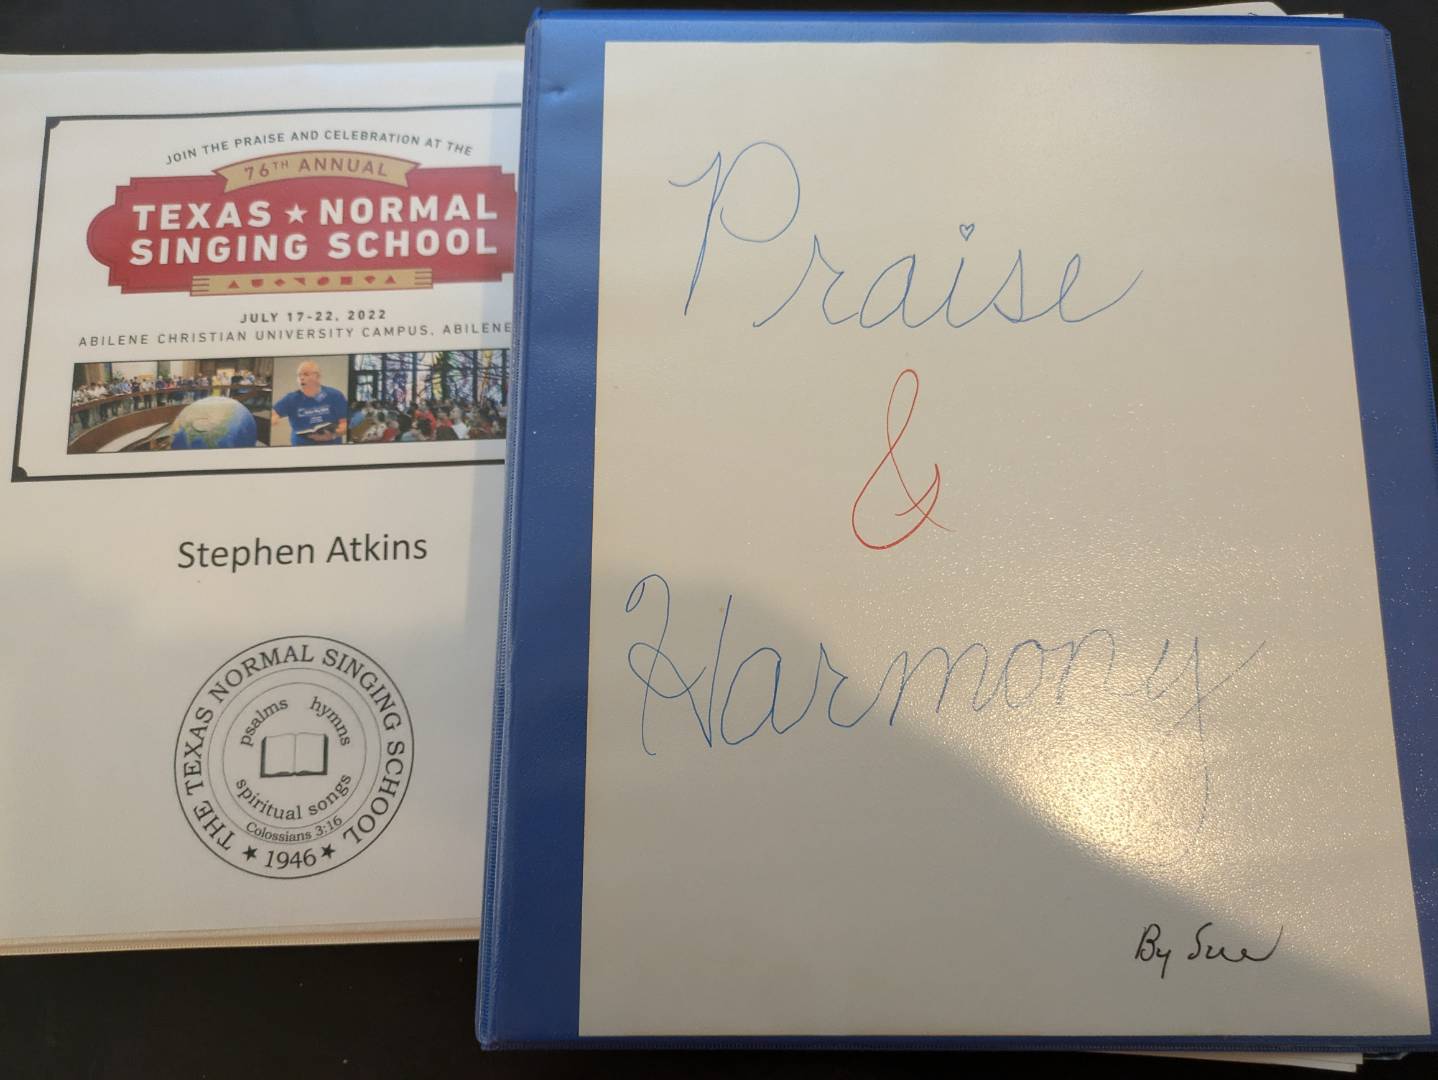 JOIN THE PRAISE AND CELEBRATION AT THE
76TH ANNUAL
TEXAS ★ NORMAL
SINGING SCHOOL
JULY 17-22, 2022
ABILENE CHRISTIAN UNIVERSITY CAMPUS, ABILENE
Stephen Atkins
THE TEXAS NORMAL SINGING SCHOOL
psalms hymns
spiritual songs
Colossians 3:16
★ 1946 ★
Praise
&
Harmony
By Sue